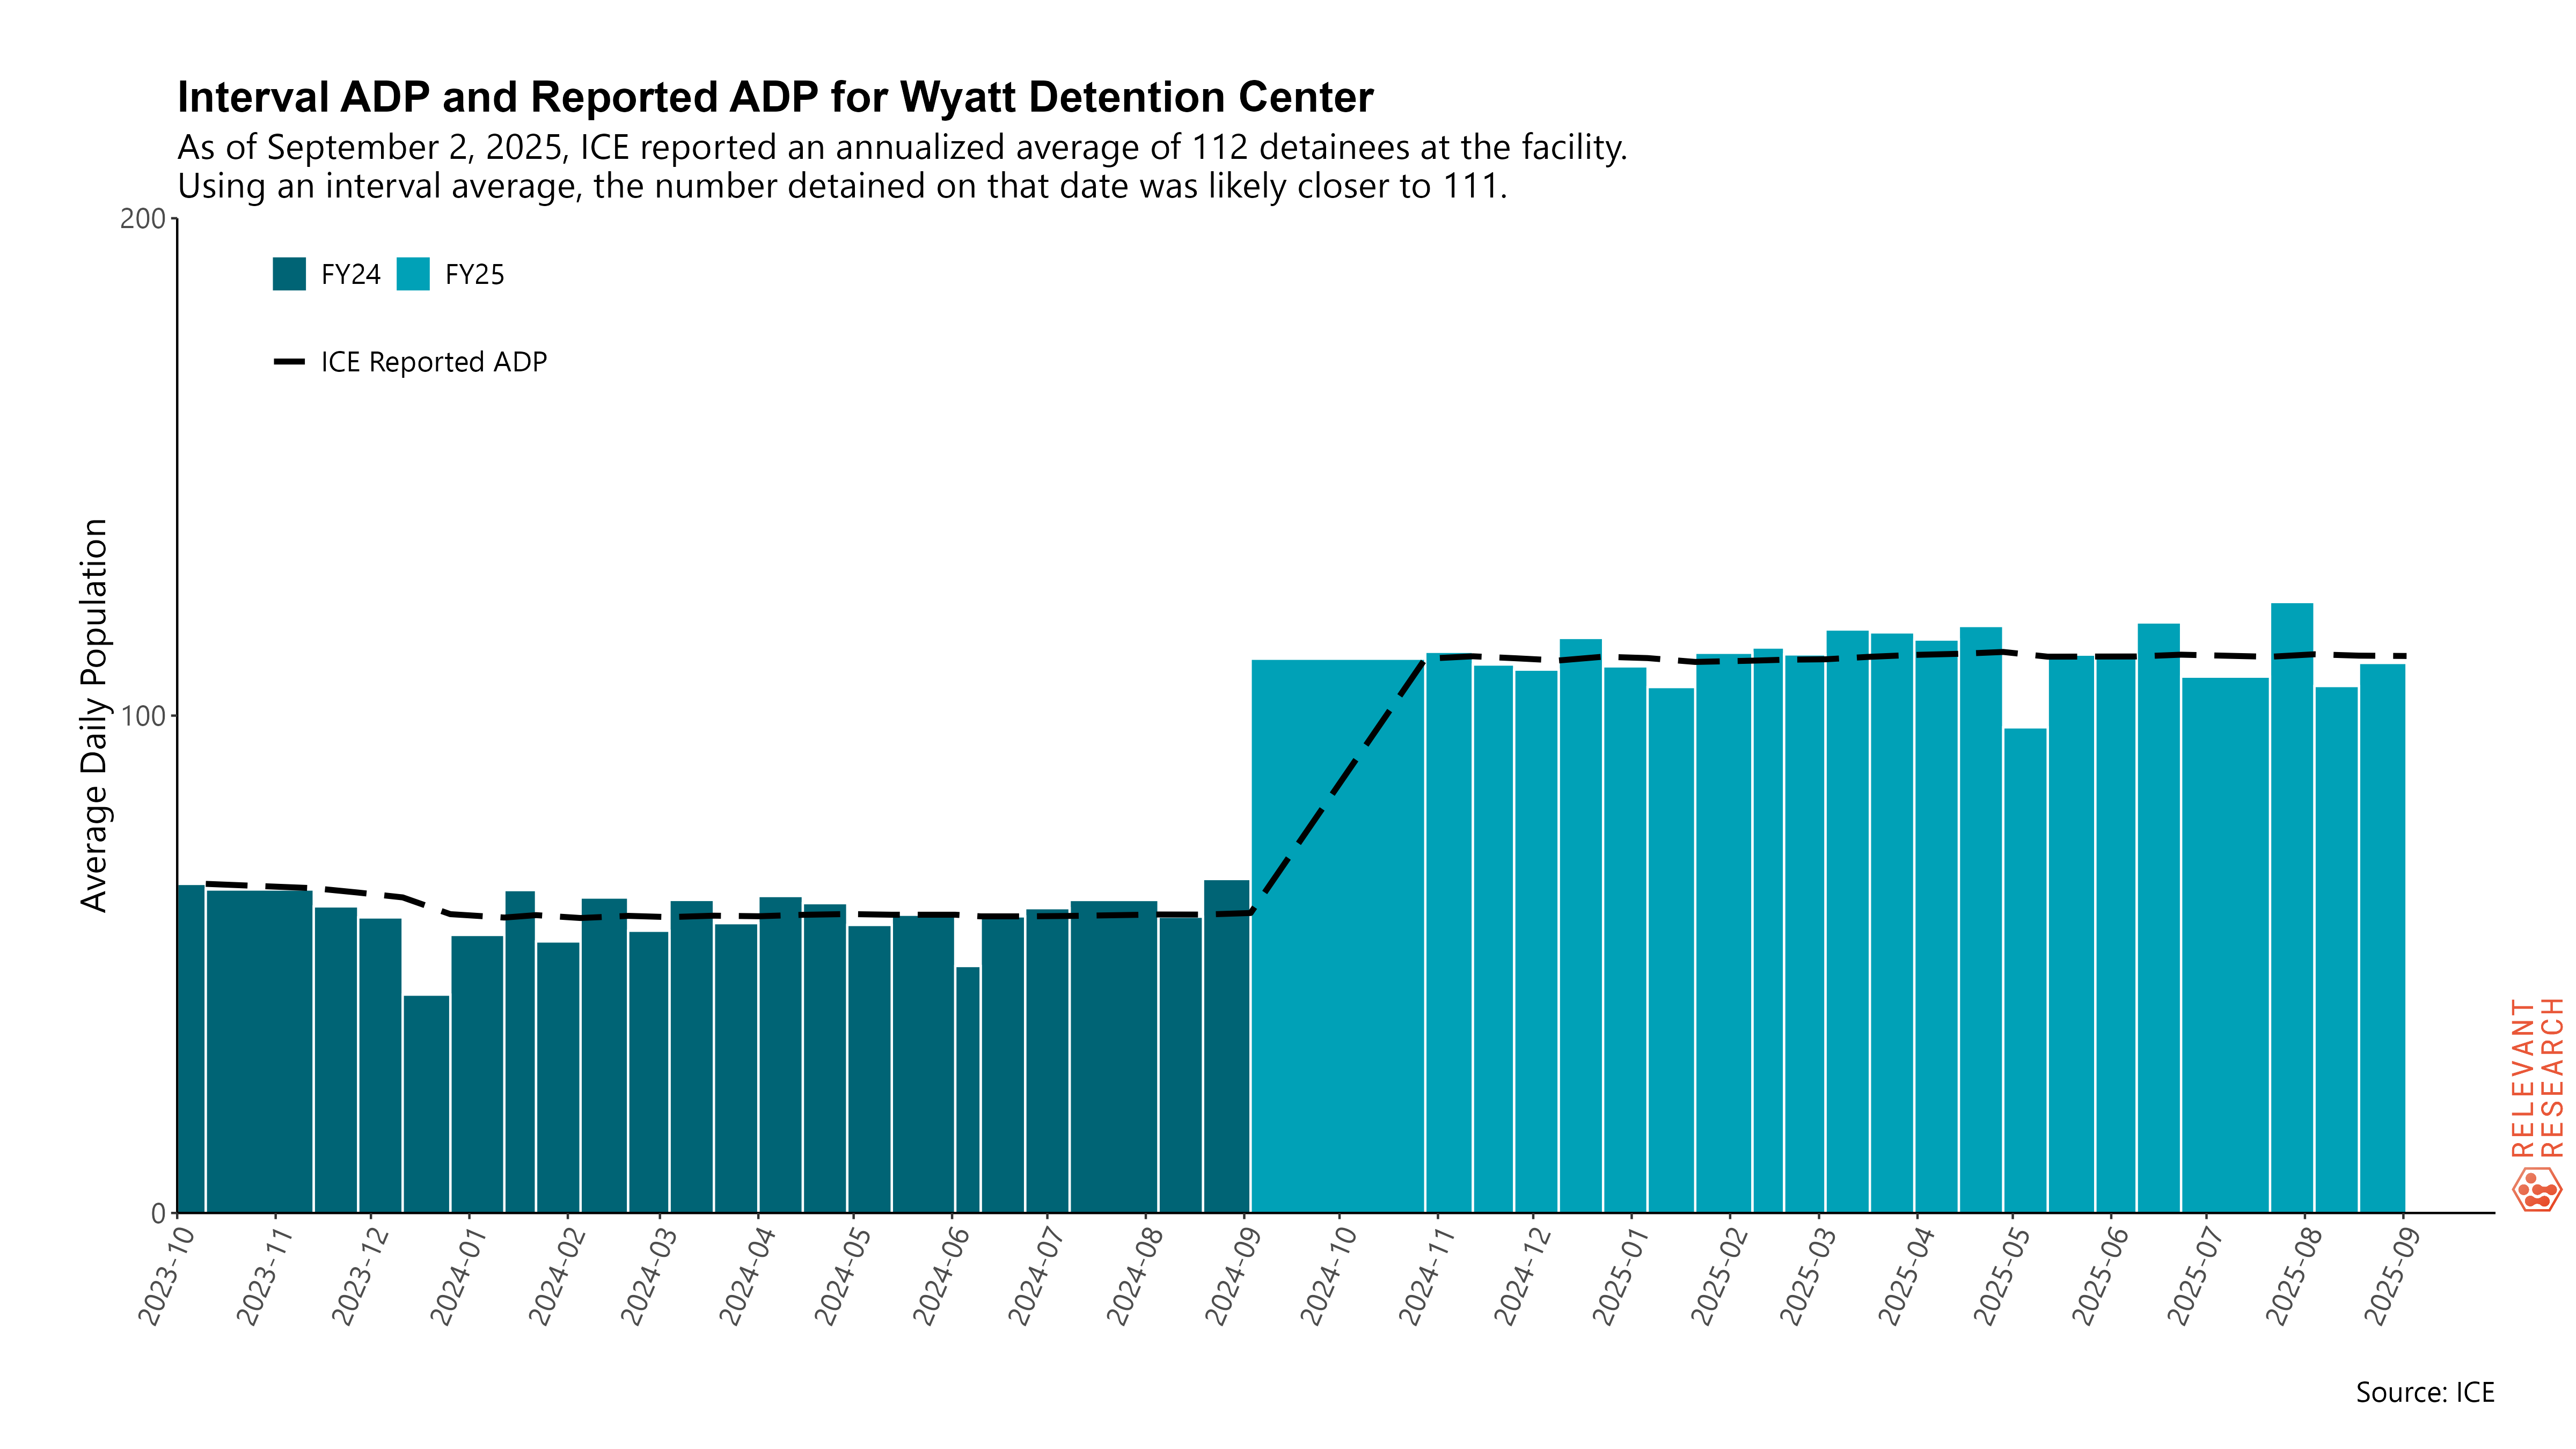 Interval ADP and Reported ADP for Wyatt Detention Center
As of September 2, 2025, ICE reported an annualized average of 112 detainees at the facility.
Using an interval average, the number detained on that date was likely closer to 111.
200
FY24
FY25
ICE Reported ADP
Average Daily Population
100
0
2023-10
2023-11
2023-12
2024-01
2024-02
2024-03
2024-04
2024-05
2024-06
2024-07
2024-08
2024-09
2024-10
2024-11
2024-12
2025-01
2025-02
2025-03
2025-04
2025-05
2025-06
2025-07
2025-08
2025-09
RELEVANT
RESEARCH
Source: ICE